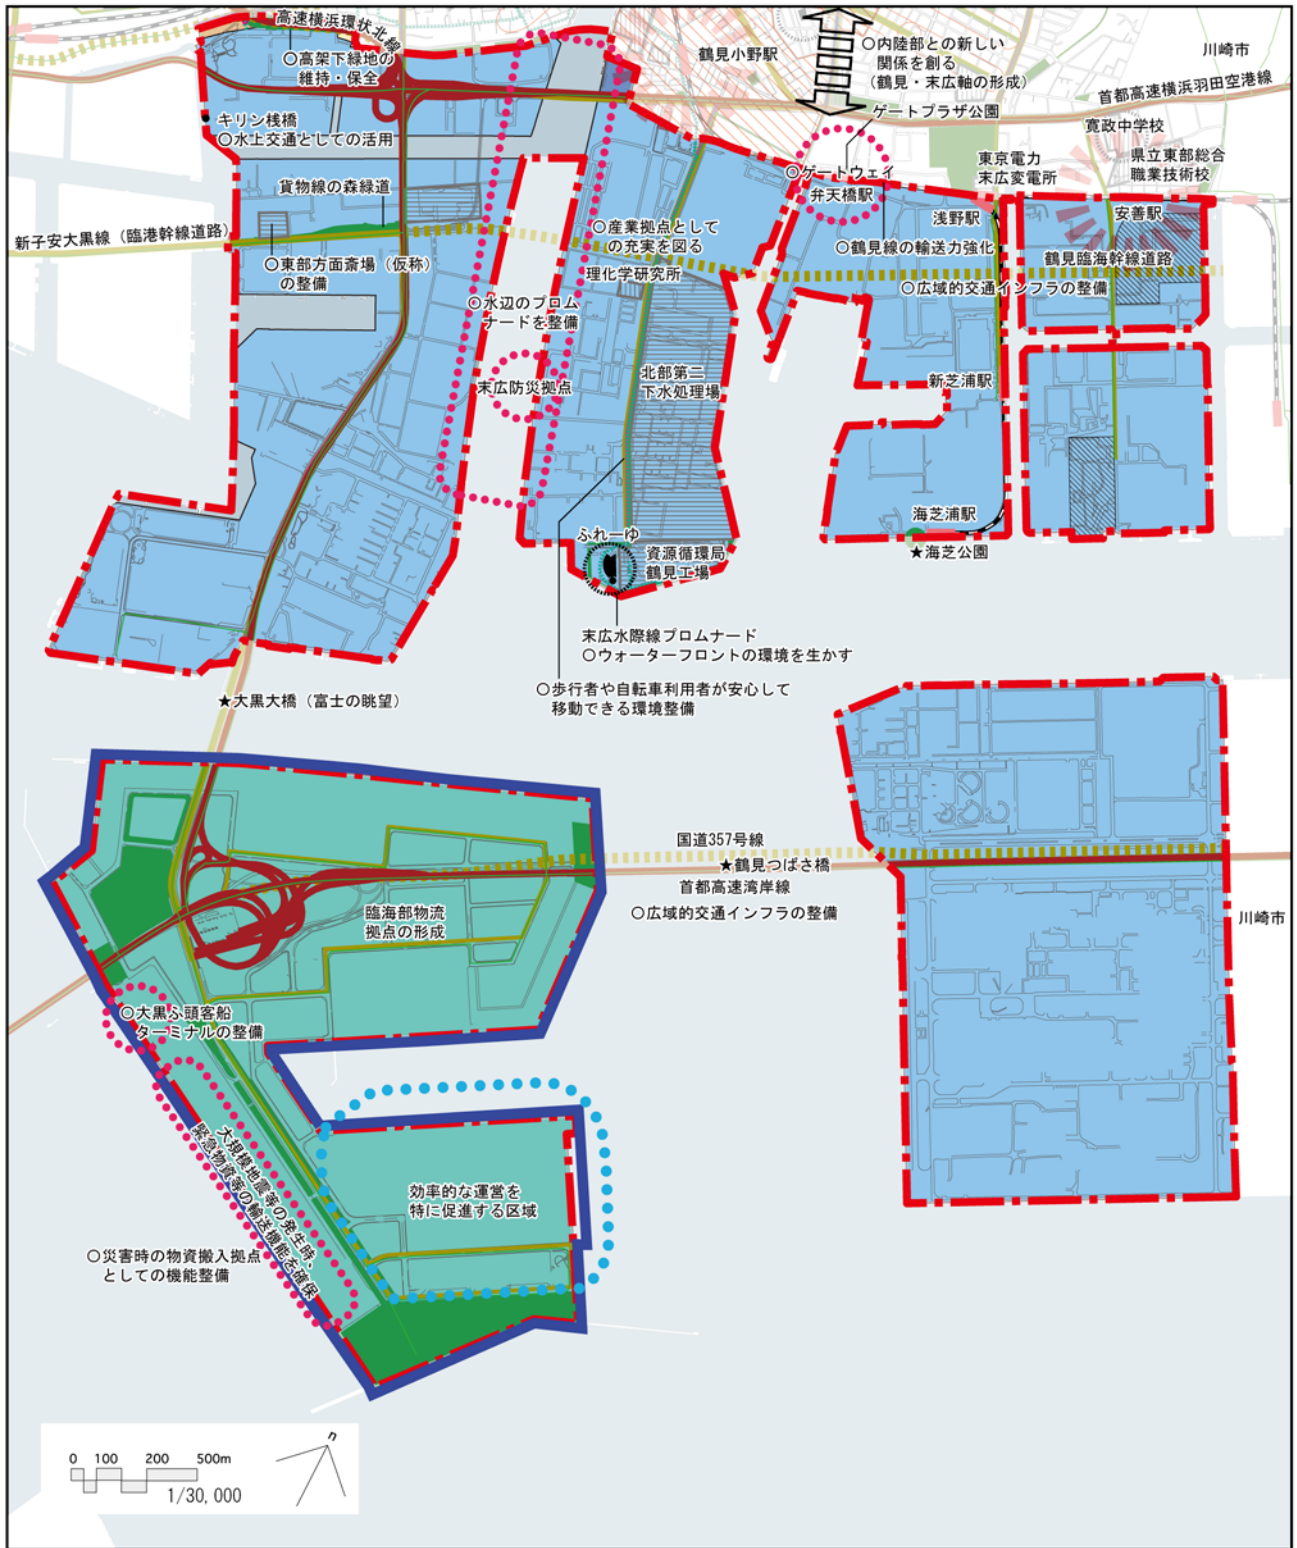 高速横浜環状北線
○高架下緑地の
維持・保全
鶴見小野駅
○内陸部との新しい
関係を創る
(鶴見・末広軸の形成)
川崎市
首都高速横浜羽田空港線
キリン桟橋
○水上交通としての活用
ゲートプラザ公園
寛政中学校
県立東部総合
職業技術校
東京電力
末広変電所
○ゲートウェイ
弁天橋駅
貨物線の森緑道
浅野駅
安善駅
新子安大黒線(臨港幹線道路)
○産業拠点として
の充実を図る
○鶴見線の輸送力強化
鶴見臨海幹線道路
○東部方面斎場(仮称)
の整備
理化学研究所
○広域的交通インフラの整備
○水辺のプロム
ナードを整備
末広防災拠点
北部第二
下水処理場
新芝浦駅
海芝浦駅
★海芝公園
ふれーゆ
資源循環局
鶴見工場
末広水際線プロムナード
○ウォーターフロントの環境を生かす
○歩行者や自転車利用者が安心して
移動できる環境整備
★大黒大橋(富士の眺望)
国道357号線
★鶴見つばさ橋
首都高速湾岸線
○広域的交通インフラの整備
川崎市
臨海部物流
拠点の形成
○大黒ふ頭客船
ターミナルの整備
大規模地震等の発生時、
緊急物資等の輸送機能を確保
効率的な運営を
特に促進する区域
○災害時の物資搬入拠点
としての機能整備
0 100 200 500m
1/30,000
n